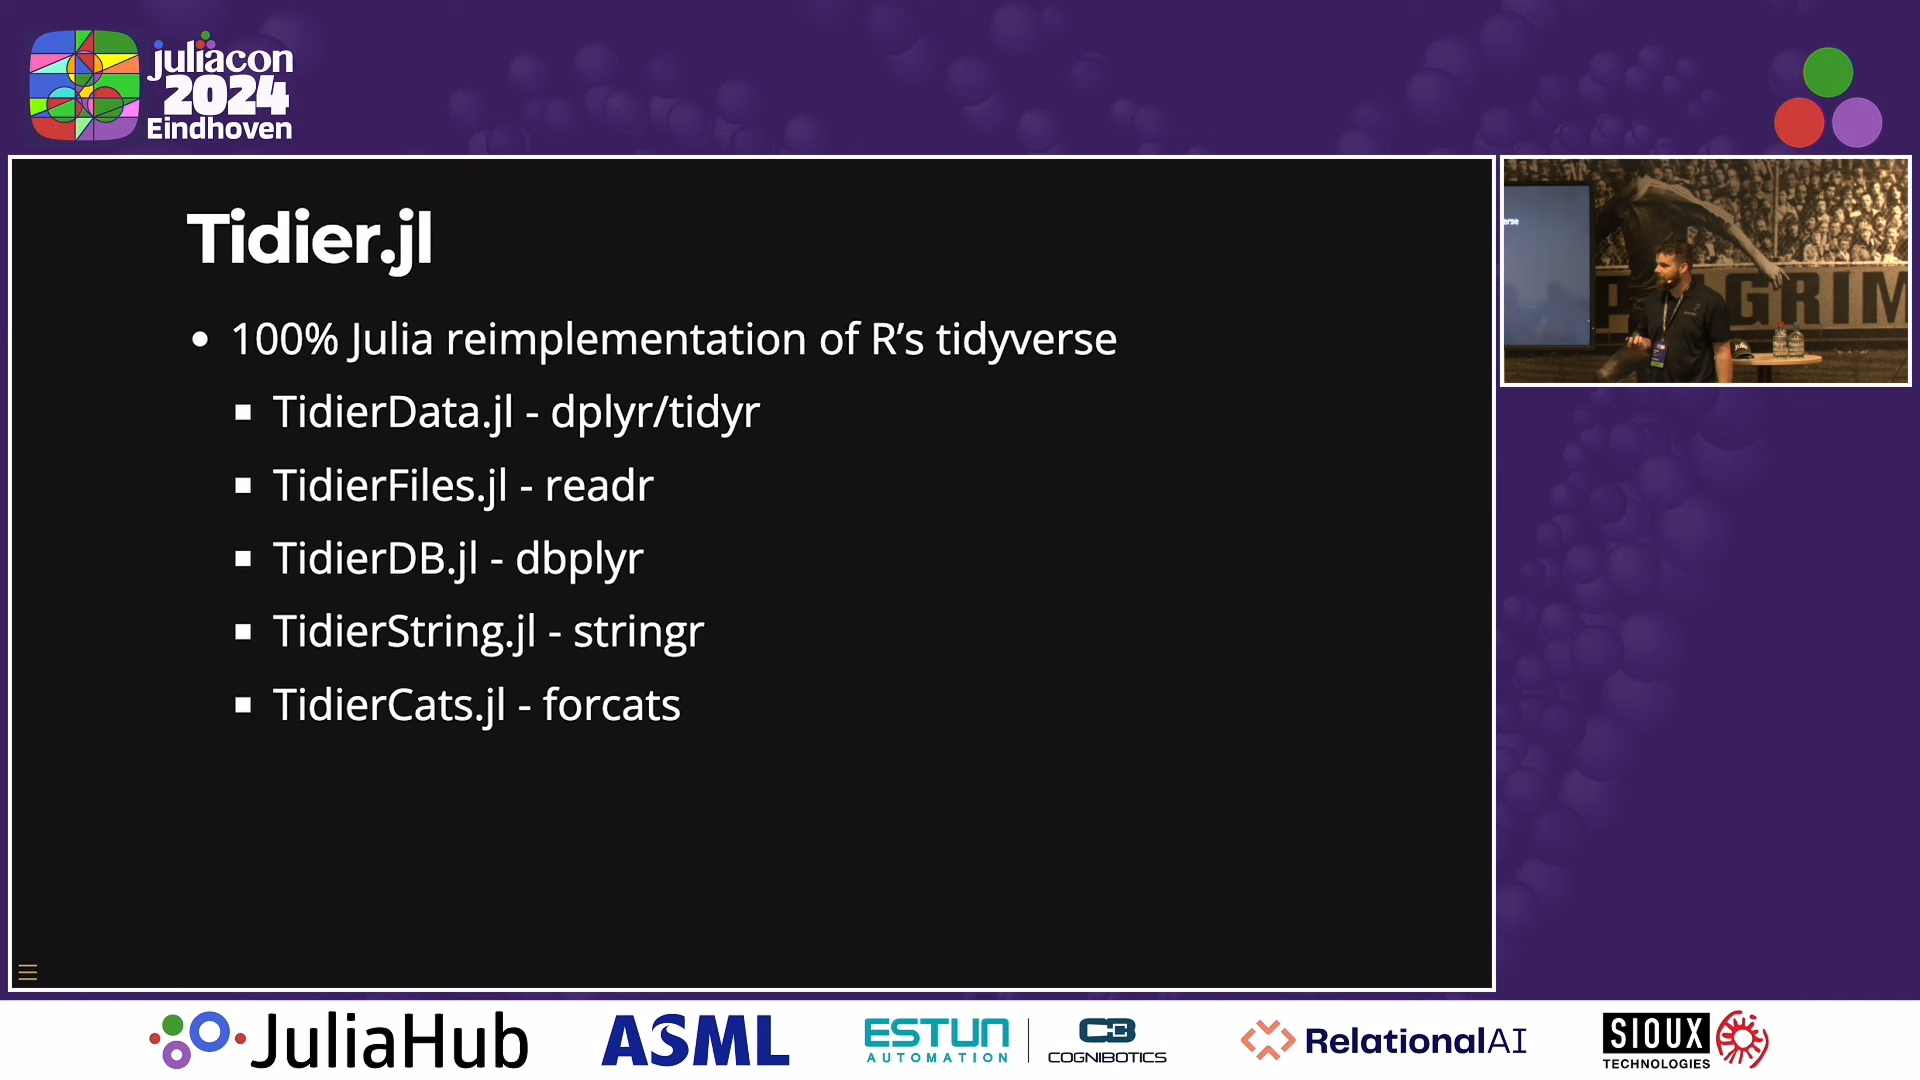 juliacon
2024
Eindhoven
Tidier.jl
• 100% Julia reimplementation of R’s tidyverse
▪ TidierData.jl - dplyr/tidyr
▪ TidierFiles.jl - readr
▪ TidierDB.jl - dbplyr
▪ TidierString.jl - stringr
▪ TidierCats.jl - forcats
GRIM
JuliaHub
ASML
ESTUN
AUTOMATION
COGNIBOTICS
RelationalAI
SIOUX
TECHNOLOGIES